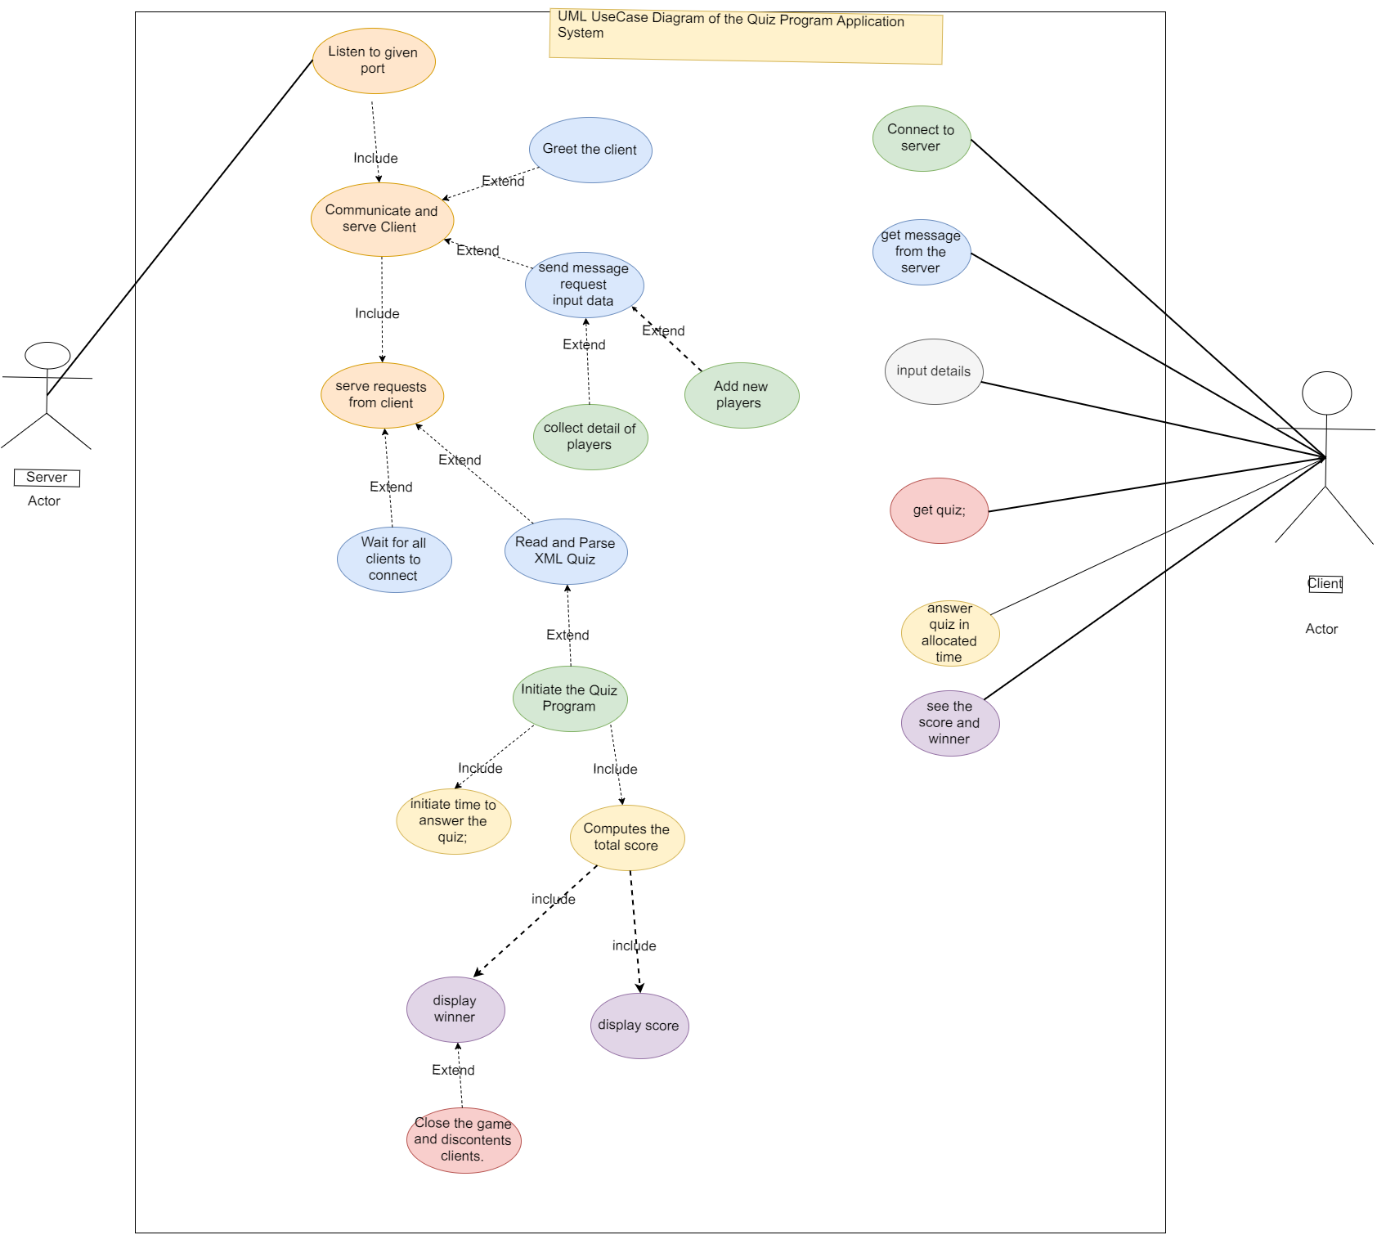 UML UseCase Diagram of the Quiz Program Application
System
Listen to given
port
Include
Greet the client
Extend
Communicate and
serve Client
Extend
send message
request
input data
Include
Extend
Extend
serve requests
from client
Add new
players
collect detail of
players
Extend
Extend
Wait for all
clients to
connect
Read and Parse
XML Quiz
Extend
Initiate the Quiz
Program
Include
Include
initiate time to
answer the
quiz;
Computes the
total score
include
include
display
winner
display score
Extend
Close the game
and discontents
clients.
Server
Actor
Connect to
server
get message
from the
server
input details
get quiz;
answer
quiz in
allocated
time
see the
score and
winner
Client
Actor